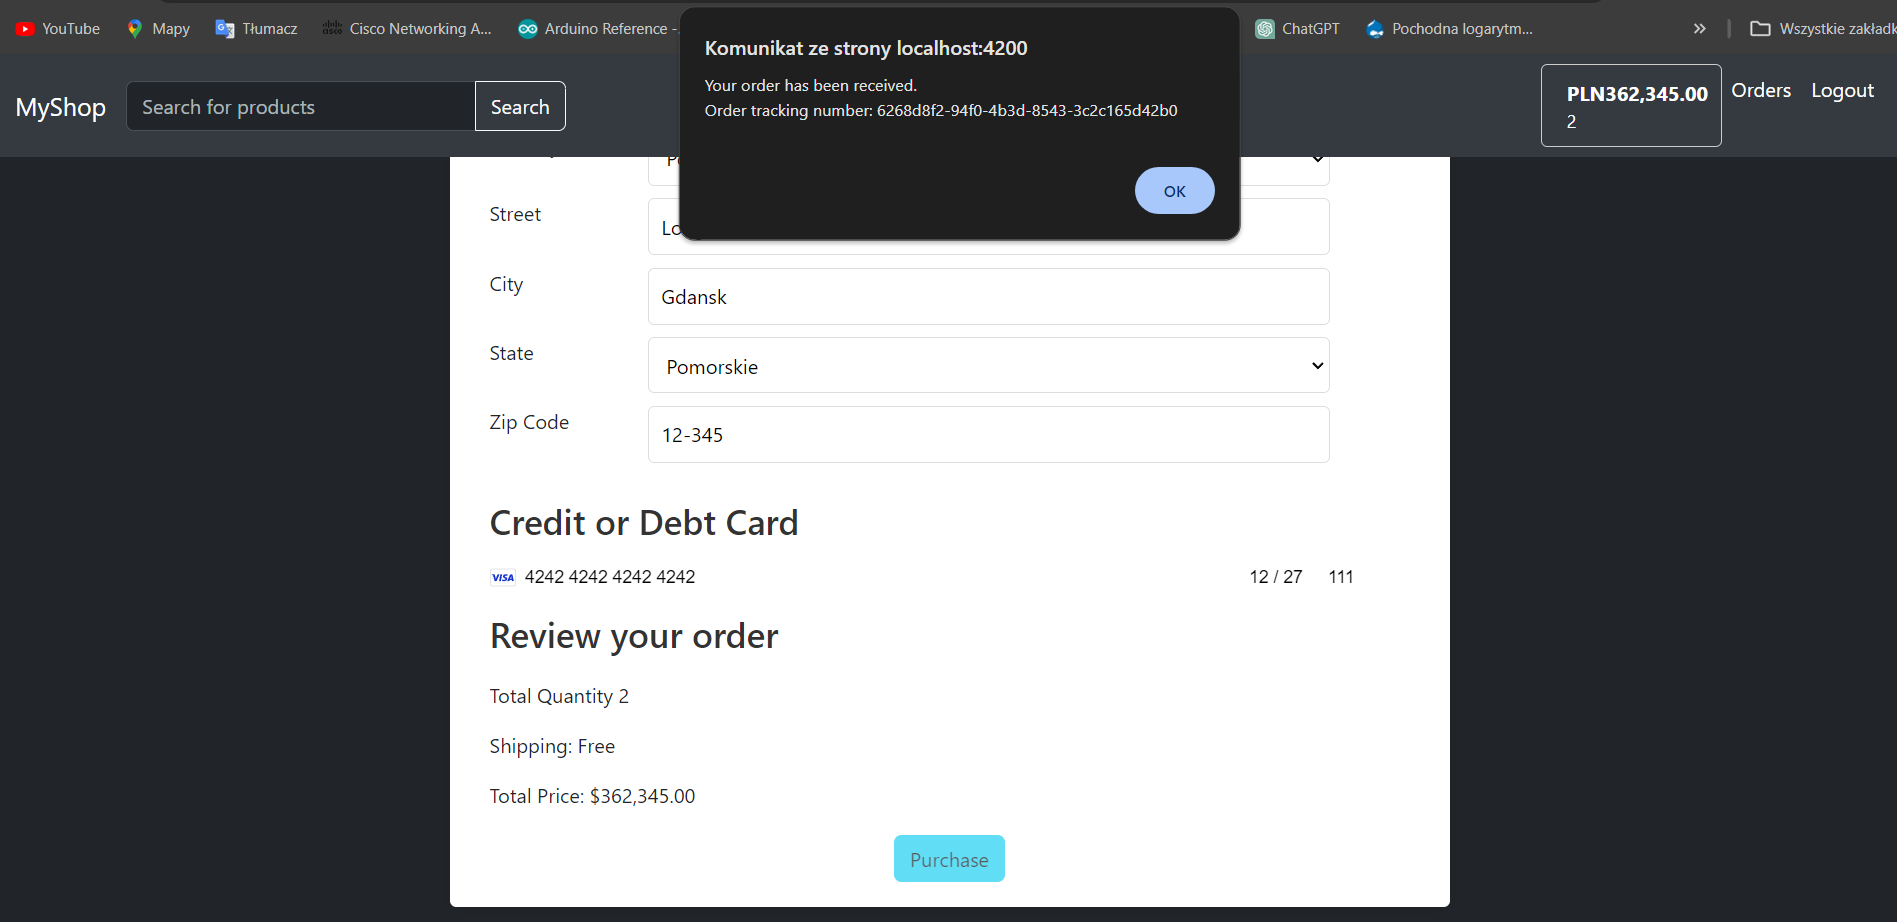 YouTube Mapy Tłumacz Cisco Networking A... Arduino Reference - ChatGPT Pochodna logarytm... » Wszystkie zakładk
Komunikat ze strony localhost:4200
Your order has been received.
Order tracking number: 6268d8f2-94f0-4b3d-8543-3c2c165d42b0
OK
MyShop Search for products Search PLN362,345.00 Orders Logout
2
Street
City Gdansk
State Pomorskie
Zip Code 12-345
Credit or Debt Card
VISA 4242 4242 4242 4242 12 / 27 111
Review your order
Total Quantity 2
Shipping: Free
Total Price: $362,345.00
Purchase